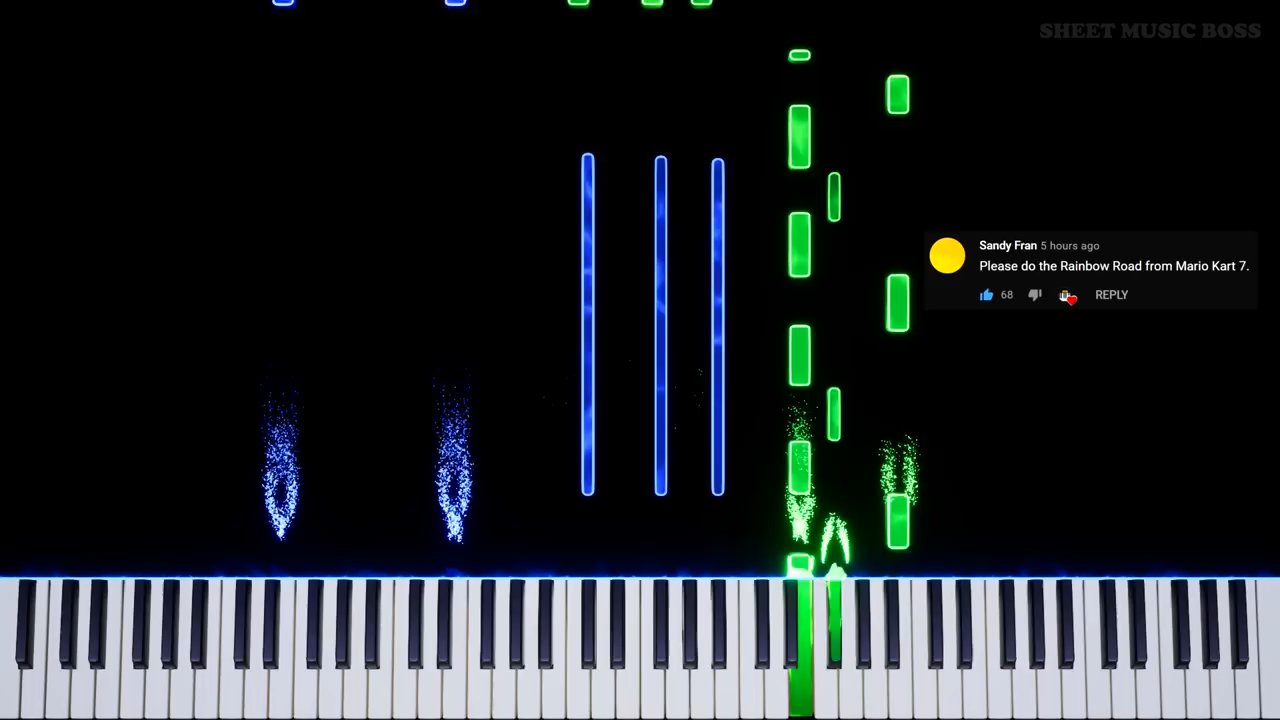 SHEET MUSIC BOSS
Sandy Fran 5 hours ago
Please do the Rainbow Road from Mario Kart 7.
68 REPLY